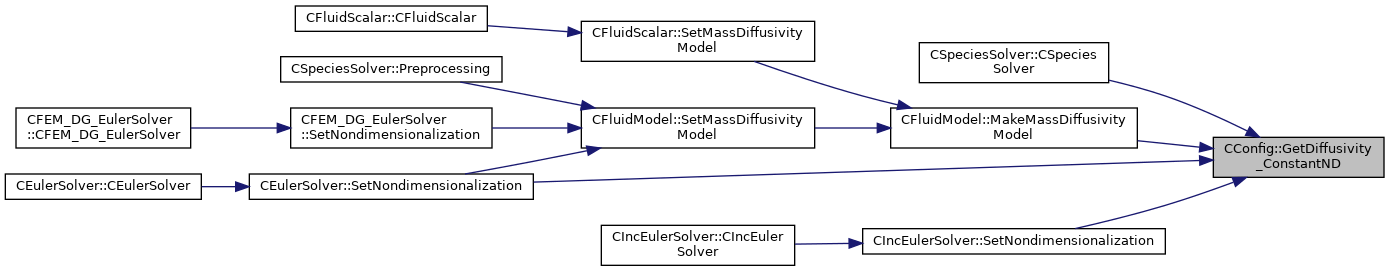 CFluidScalar::CFluidScalar
CFluidScalar::SetMassDiffusivity
Model
CSpeciesSolver::CSpecies
Solver
CSpeciesSolver::Preprocessing
CFEM_DG_EulerSolver
::CFEM_DG_EulerSolver
CFEM_DG_EulerSolver
::SetNondimensionalization
CFluidModel::SetMassDiffusivity
Model
CFluidModel::MakeMassDiffusivity
Model
CConfig::GetDiffusivity
_ConstantND
CEulerSolver::CEulerSolver
CEulerSolver::SetNondimensionalization
CIncEulerSolver::CIncEuler
Solver
CIncEulerSolver::SetNondimensionalization